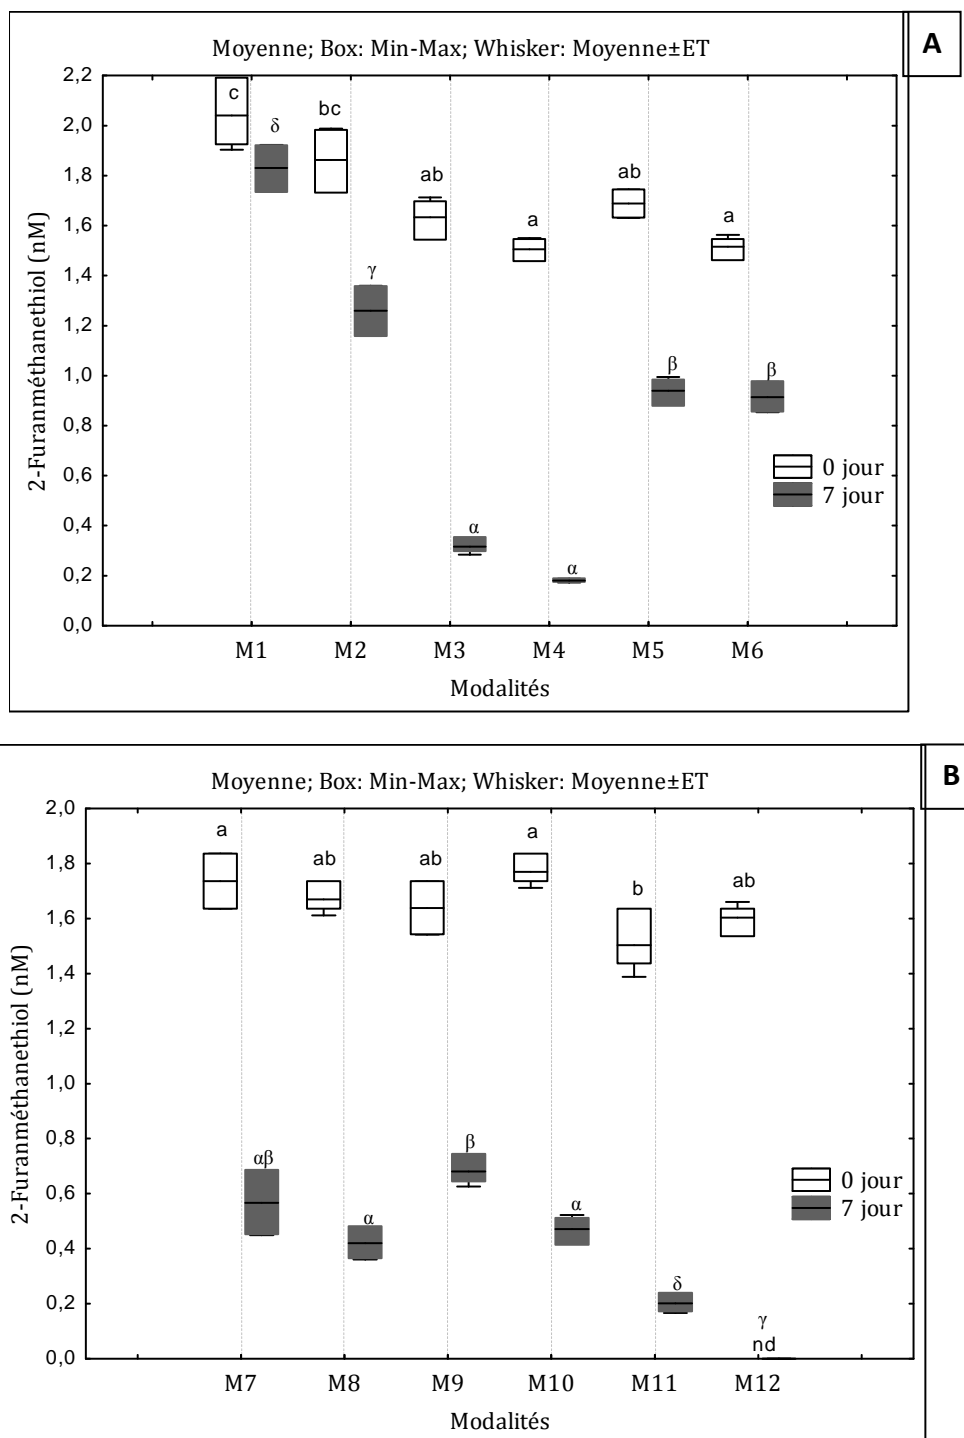 A
Moyenne; Box: Min-Max; Whisker: Moyenne±ET
2,2
2,0
1,8
1,6
1,4
1,2
1,0
0,8
0,6
0,4
0,2
0,0
2-Furanméthanethiol (nM)
c
δ
bc
γ
ab
α
a
α
ab
β
a
β
0 jour
7 jour
M1 M2 M3 M4 M5 M6
Modalités
B
Moyenne; Box: Min-Max; Whisker: Moyenne±ET
2,0
1,8
1,6
1,4
1,2
1,0
0,8
0,6
0,4
0,2
0,0
2-Furanméthanethiol (nM)
a
αβ
ab
α
ab
β
a
α
b
δ
ab
γ
nd
0 jour
7 jour
M7 M8 M9 M10 M11 M12
Modalités